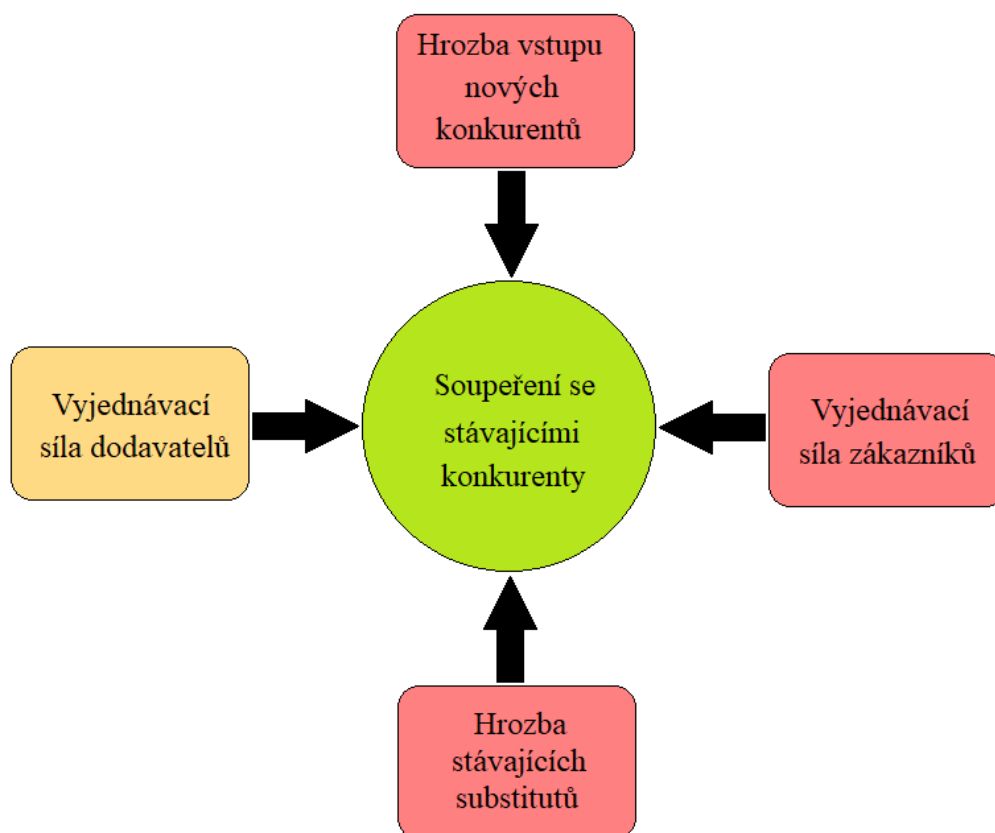 Hrozba vstupu
nových
konkurentů
Vyjednávací
síla dodavatelů
Soupeření se
stávajícími
konkurenty
Vyjednávací
síla zákazníků
Hrozba
stávajících
substitutů